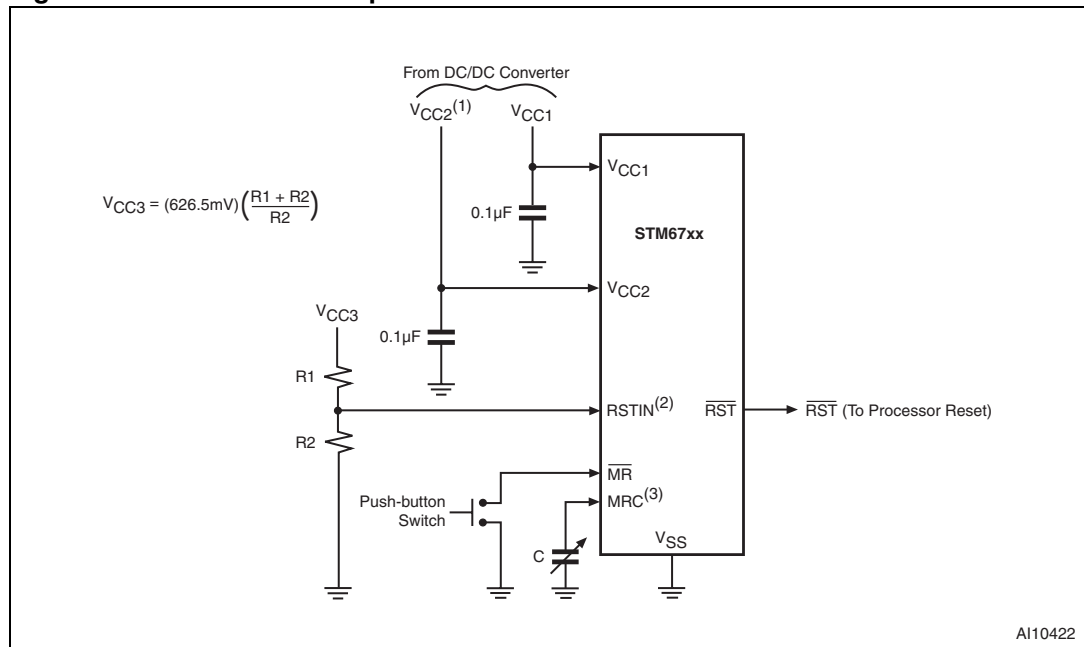 From DC/DC Converter
VCC2(1) VCC1
VCC1
VCC3 = (626.5mV)(R1 + R2 / R2)
0.1µF
STM67xx
VCC2
VCC3
0.1µF
R1
RSTIN(2)
RST
RST (To Processor Reset)
R2
MR
Push-button
Switch
MRC(3)
C
VSS
AI10422